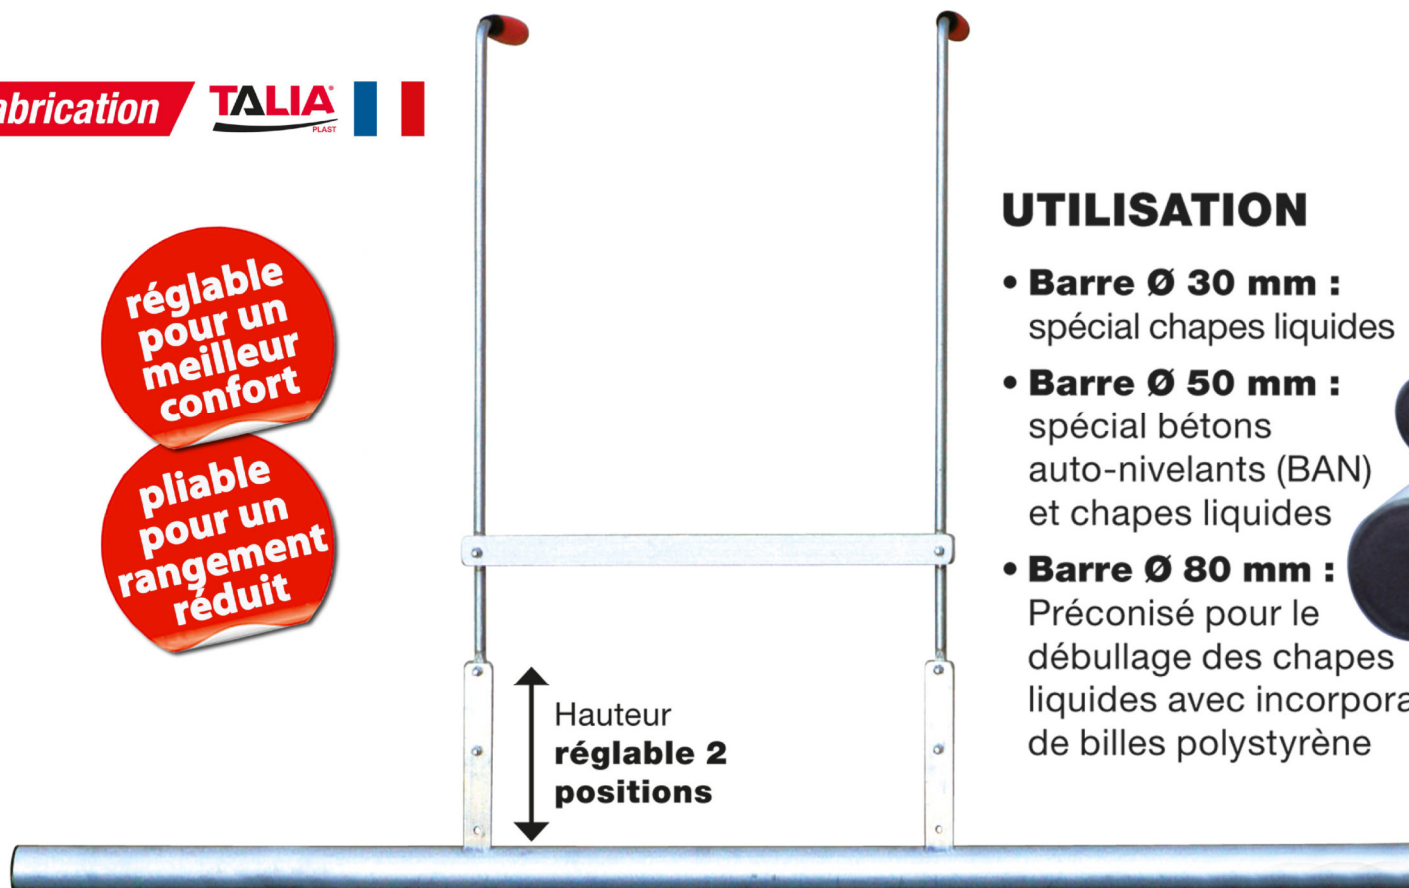 abrication
TALIA
PLAST
réglable
pour un
meilleur
confort
pliable
pour un
rangement
réduit
Hauteur
réglable 2
positions
UTILISATION
• Barre Ø 30 mm :
spécial chapes liquides
• Barre Ø 50 mm :
spécial bétons
auto-nivelants (BAN)
et chapes liquides
• Barre Ø 80 mm :
Préconisé pour le
débullage des chapes
liquides avec incorpora
de billes polystyrène